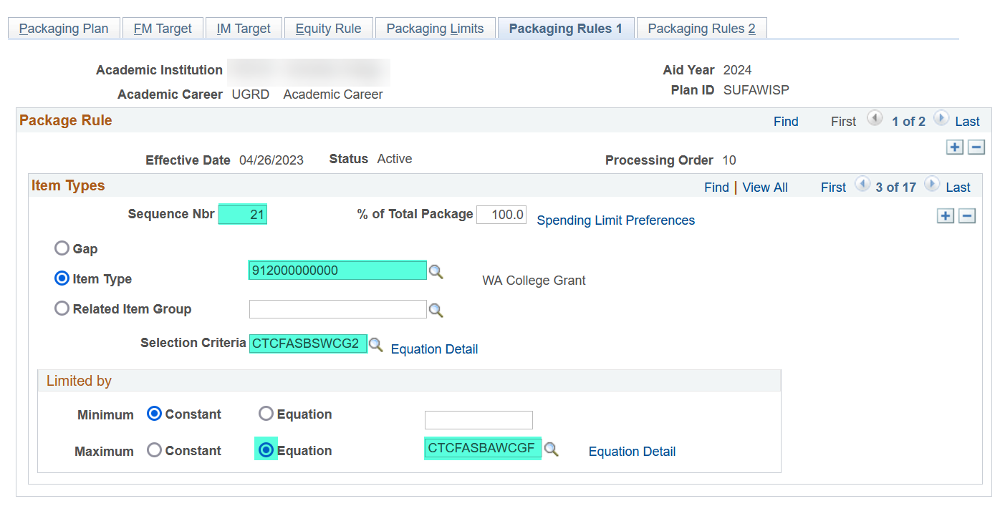 Packaging Plan FM Target IM Target Equity Rule Packaging Limits Packaging Rules 1 Packaging Rules 2
Academic Institution Aid Year 2024
Academic Career UGRD Academic Career Plan ID SUFAWISP
Package Rule Find First 1 of 2 Last
Effective Date 04/26/2023 Status Active Processing Order 10
Item Types Find | View All First 3 of 17 Last
Sequence Nbr 21 % of Total Package 100.0 Spending Limit Preferences
Gap
Item Type 912000000000 WA College Grant
Related Item Group
Selection Criteria CTCFASBSWCG2 Equation Detail
Limited by
Minimum Constant Equation
Maximum Constant Equation CTCFASBAWCGF Equation Detail